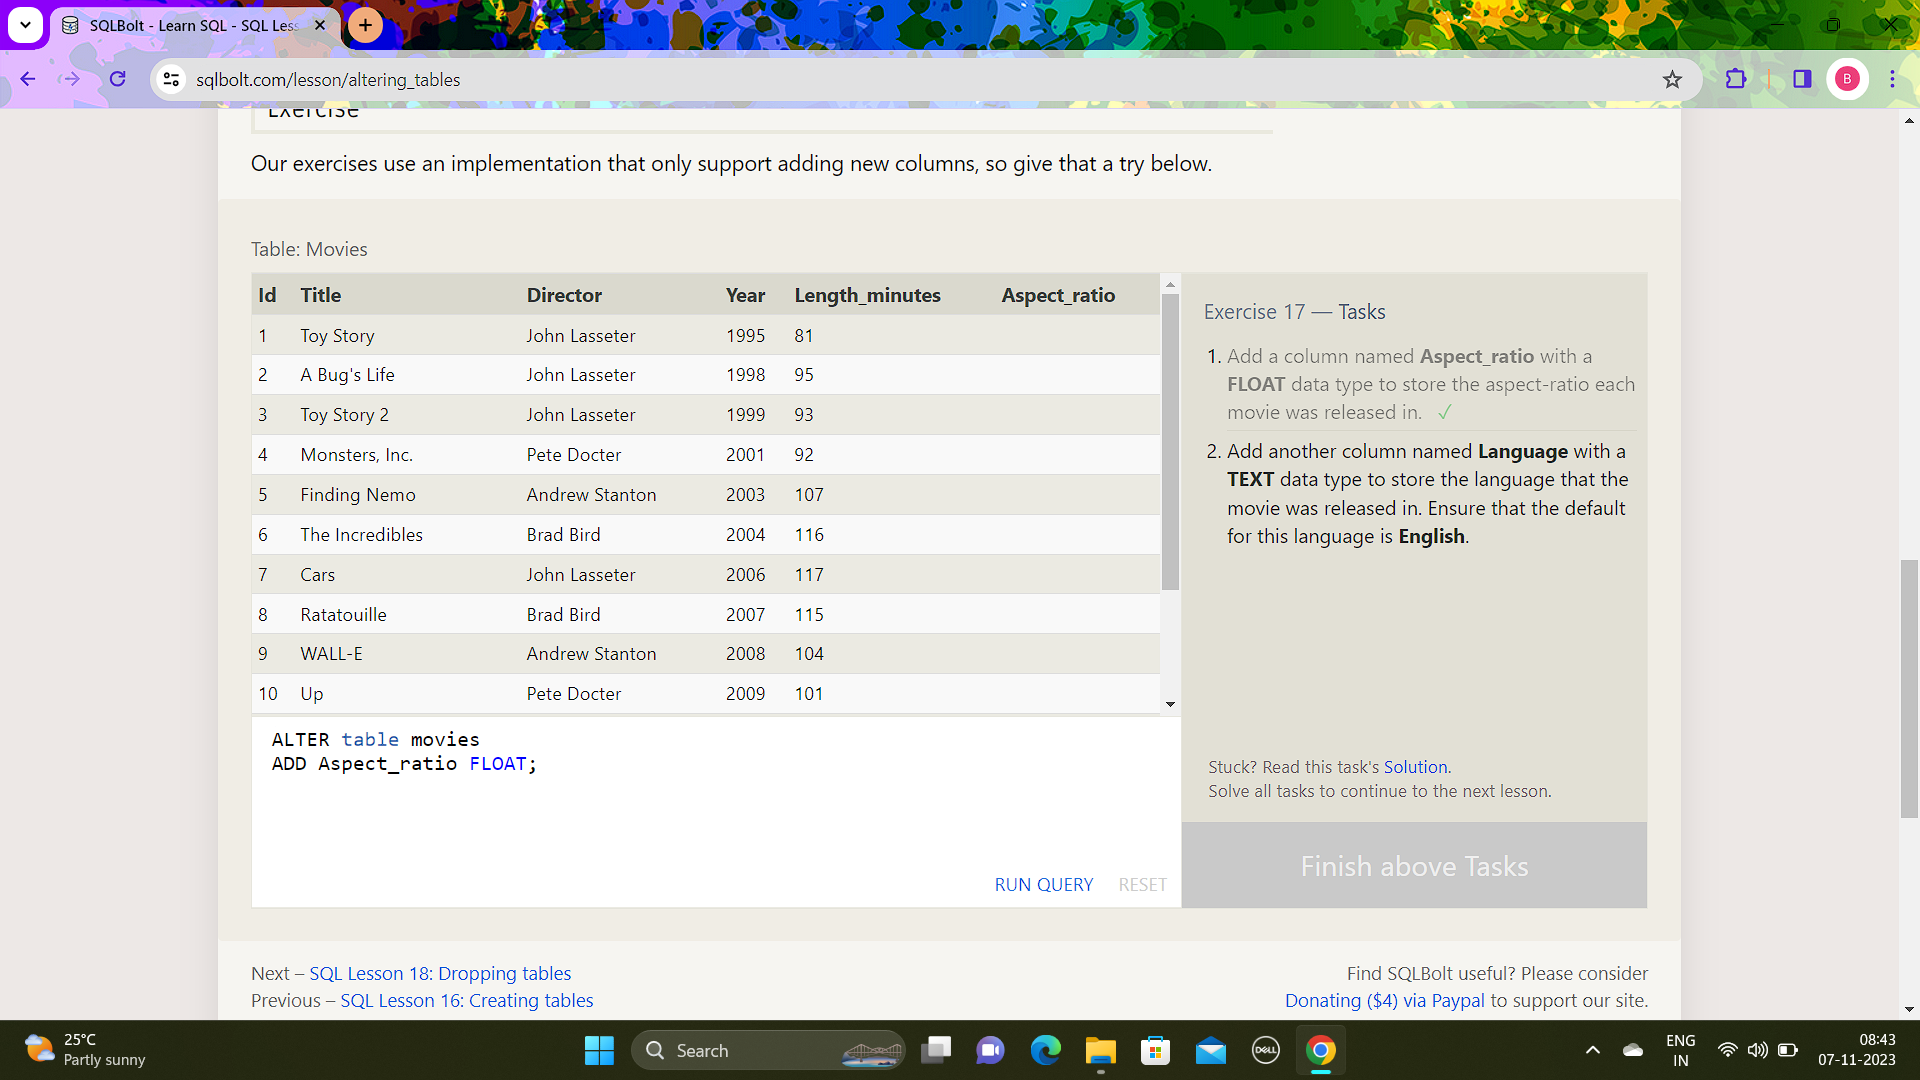 SQLBolt - Learn SQL - SQL Less
sqlbolt.com/lesson/altering_tables
B
Exercise
Our exercises use an implementation that only support adding new columns, so give that a try below.
Table: Movies
Id Title Director Year Length_minutes Aspect_ratio
1 Toy Story John Lasseter 1995 81
2 A Bug's Life John Lasseter 1998 95
3 Toy Story 2 John Lasseter 1999 93
4 Monsters, Inc. Pete Docter 2001 92
5 Finding Nemo Andrew Stanton 2003 107
6 The Incredibles Brad Bird 2004 116
7 Cars John Lasseter 2006 117
8 Ratatouille Brad Bird 2007 115
9 WALL-E Andrew Stanton 2008 104
10 Up Pete Docter 2009 101
ALTER table movies
ADD Aspect_ratio FLOAT;
RUN QUERY RESET
Exercise 17 — Tasks
1. Add a column named Aspect_ratio with a
FLOAT data type to store the aspect-ratio each
movie was released in. ✓
2. Add another column named Language with a
TEXT data type to store the language that the
movie was released in. Ensure that the default
for this language is English.
Stuck? Read this task's Solution.
Solve all tasks to continue to the next lesson.
Finish above Tasks
Next – SQL Lesson 18: Dropping tables
Previous – SQL Lesson 16: Creating tables
Find SQLBolt useful? Please consider
Donating ($4) via Paypal to support our site.
25°C
Partly sunny
Search
DELL
ENG
IN
08:43
07-11-2023